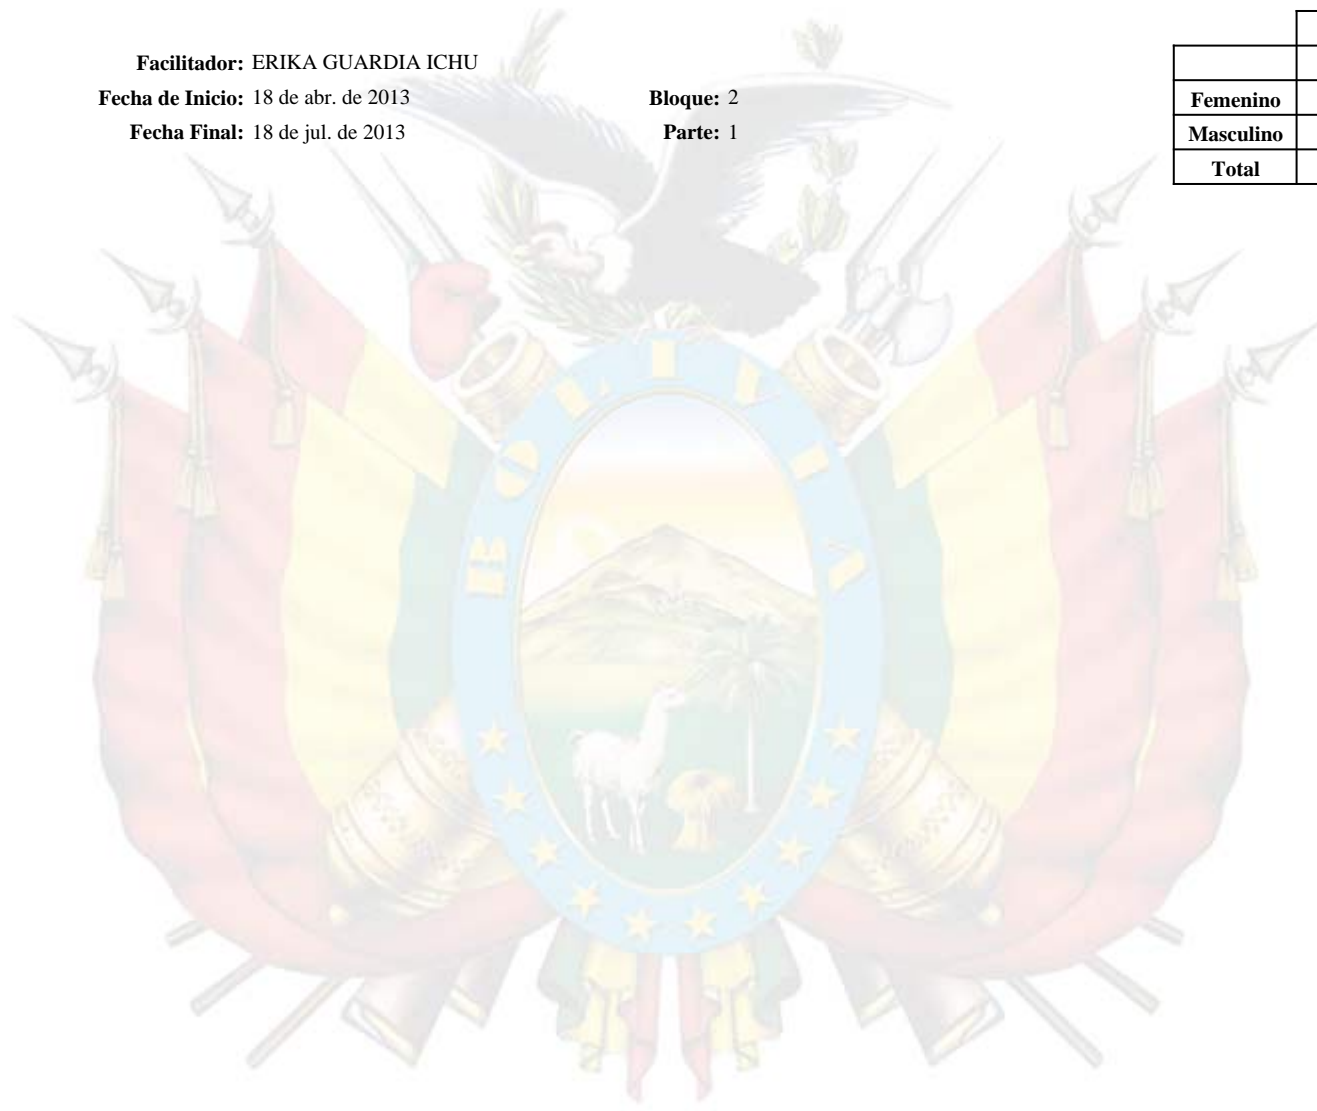 Facilitador: ERIKA GUARDIA ICHU
Fecha de Inicio: 18 de abr. de 2013 Bloque: 2
Fecha Final: 18 de jul. de 2013 Parte: 1
Femenino
Masculino
Total
BOLIVIA